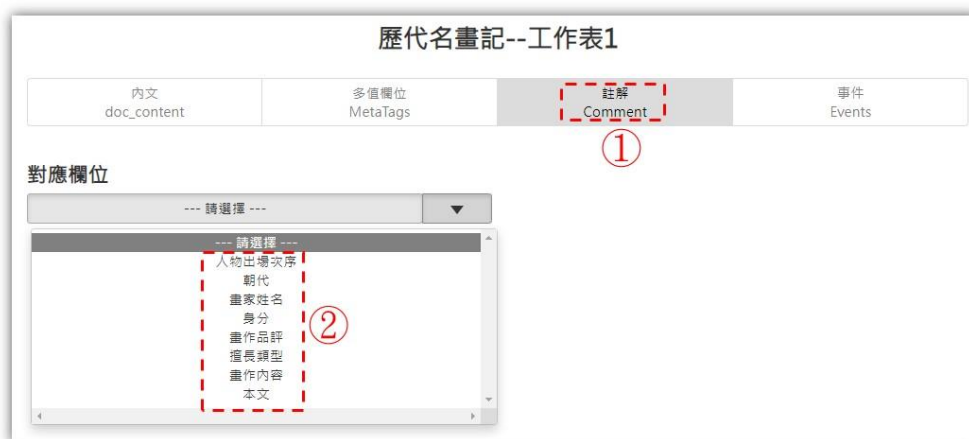 歷代名畫記--工作表1
內文
doc_content
多值欄位
MetaTags
註解
Comment
事件
Events
①
對應欄位
--- 請選擇 ---
--- 請選擇 ---
人物出場次序
朝代
畫家姓名
身分
畫作品評
擅長類型
畫作內容
本文
②